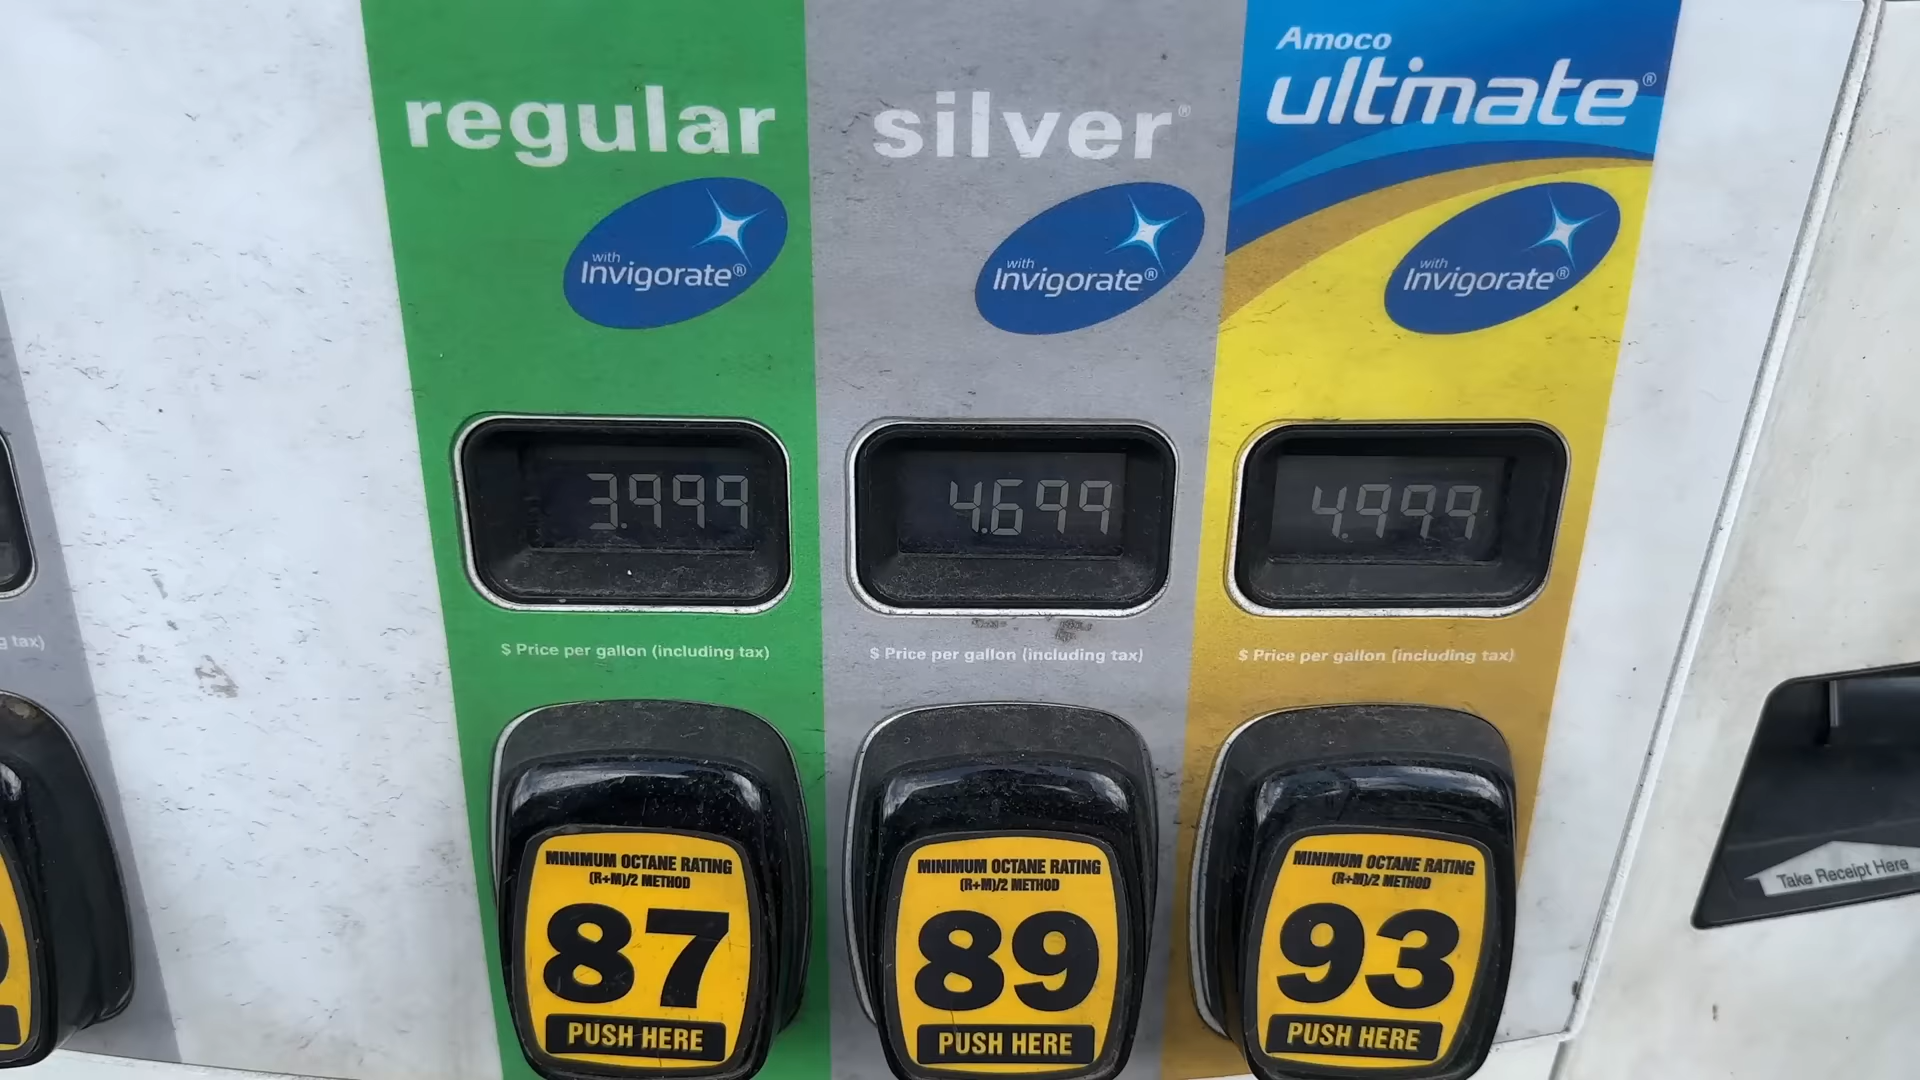 regular
with
Invigorate®
3.999
$ Price per gallon (including tax)
MINIMUM OCTANE RATING
(R+M)/2 METHOD
87
PUSH HERE
silver®
with
Invigorate®
4.699
$ Price per gallon (including tax)
MINIMUM OCTANE RATING
(R+M)/2 METHOD
89
PUSH HERE
Amoco
ultimate®
with
Invigorate®
4.999
$ Price per gallon (including tax)
MINIMUM OCTANE RATING
(R+M)/2 METHOD
93
PUSH HERE
Take Receipt Here
tax)